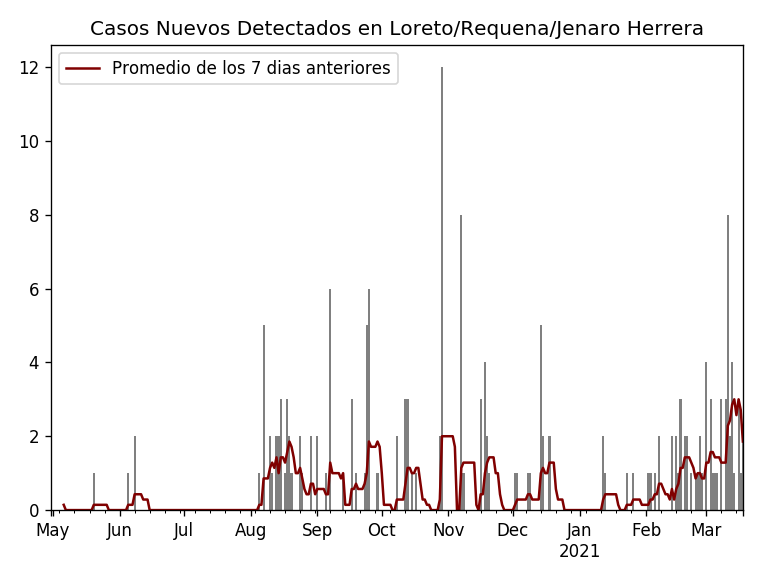 Casos Nuevos Detectados en Loreto/Requena/Jenaro Herrera
Promedio de los 7 dias anteriores
12
10
8
6
4
2
0
May Jun Jul Aug Sep Oct Nov Dec Jan Feb Mar
2021